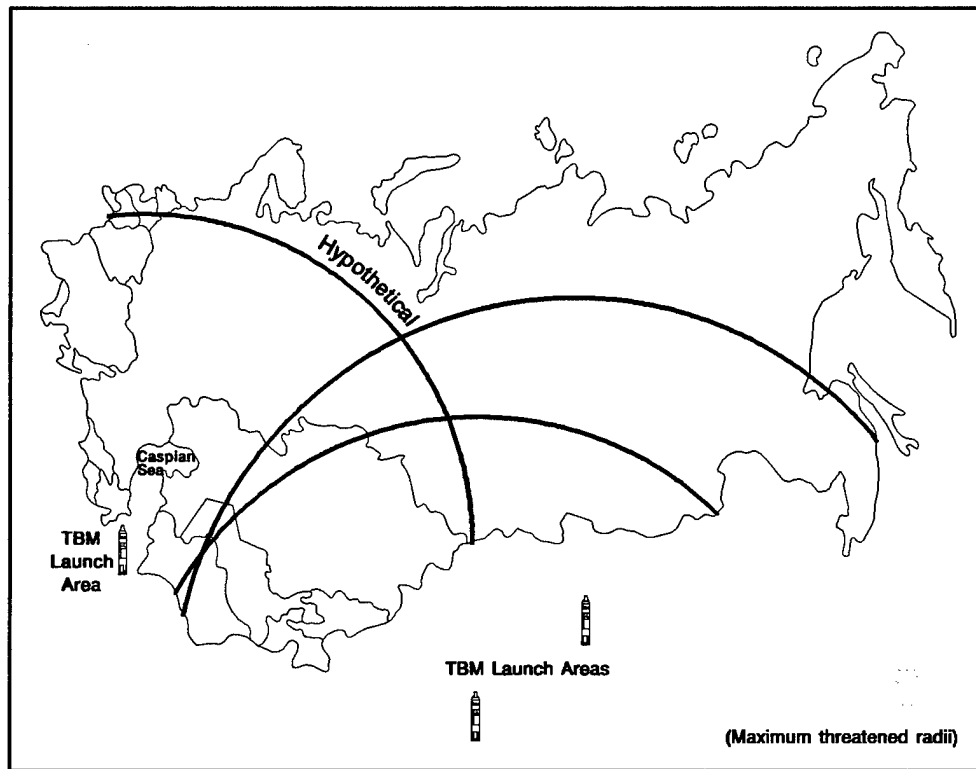 Hypothetical
Caspian
Sea
TBM
Launch
Area
TBM Launch Areas
(Maximum threatened radii)